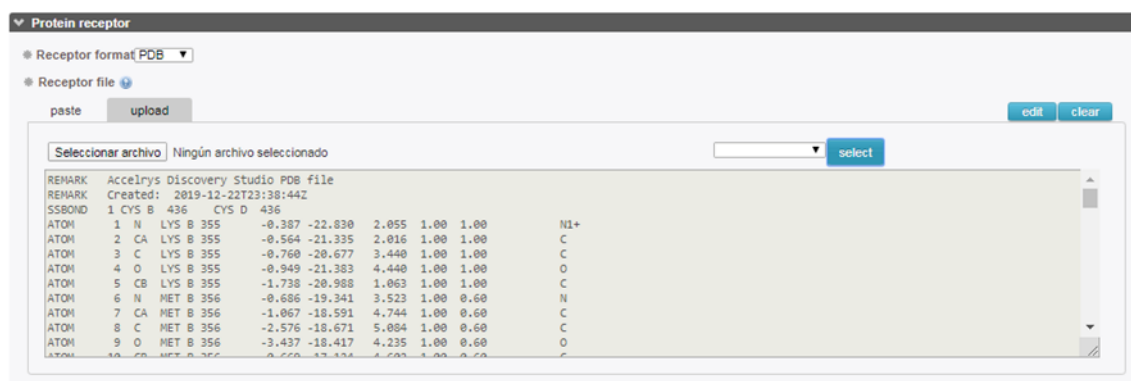 Protein receptor
Receptor format PDB
Receptor file
paste upload edit clear
Seleccionar archivo Ningún archivo seleccionado select
REMARK Accelrys Discovery Studio PDB file
REMARK Created: 2019-12-22T23:38:44Z
SSBOND 1 CYS B 436 CYS D 436
ATOM 1 N LYS B 355 -0.387 -22.830 2.055 1.00 1.00 N1+
ATOM 2 CA LYS B 355 -0.564 -21.335 2.016 1.00 1.00 C
ATOM 3 C LYS B 355 -0.760 -20.677 3.440 1.00 1.00 C
ATOM 4 O LYS B 355 -0.949 -21.383 4.440 1.00 1.00 O
ATOM 5 CB LYS B 355 -1.738 -20.988 1.063 1.00 1.00 C
ATOM 6 N MET B 356 -0.686 -19.341 3.523 1.00 0.60 N
ATOM 7 CA MET B 356 -1.067 -18.591 4.744 1.00 0.60 C
ATOM 8 C MET B 356 -2.576 -18.671 5.084 1.00 0.60 C
ATOM 9 O MET B 356 -3.437 -18.417 4.235 1.00 0.60 O